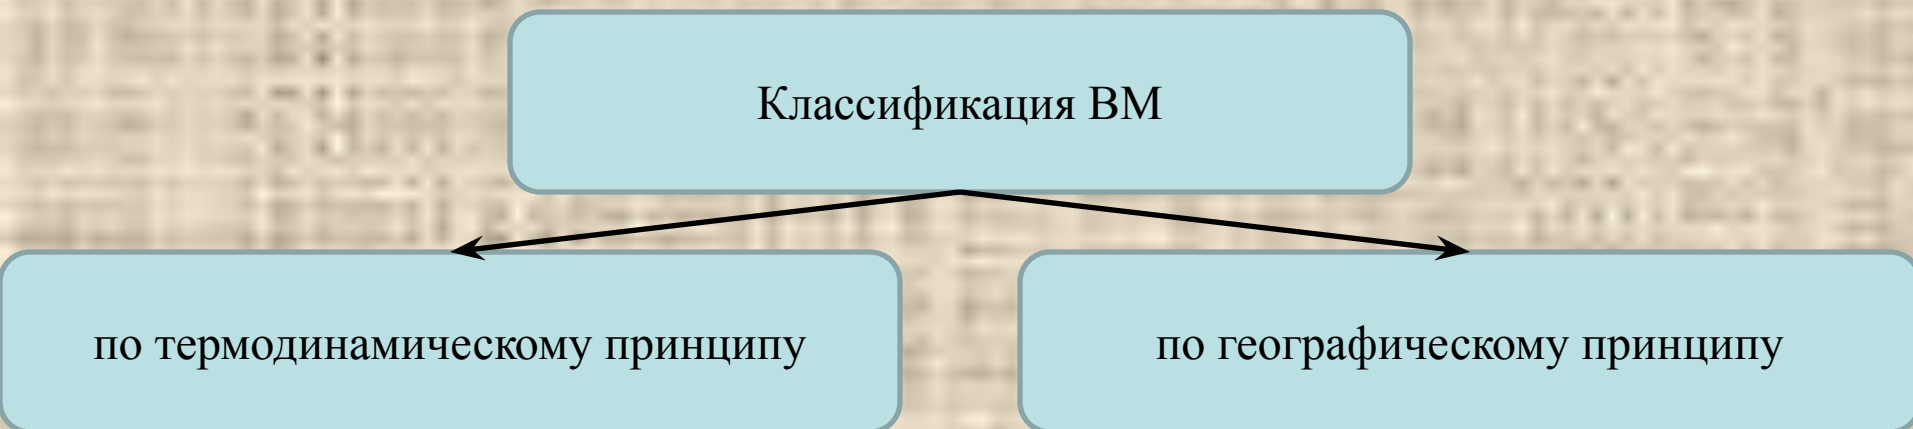 Классификация ВМ
по термодинамическому принципу
по географическому принципу